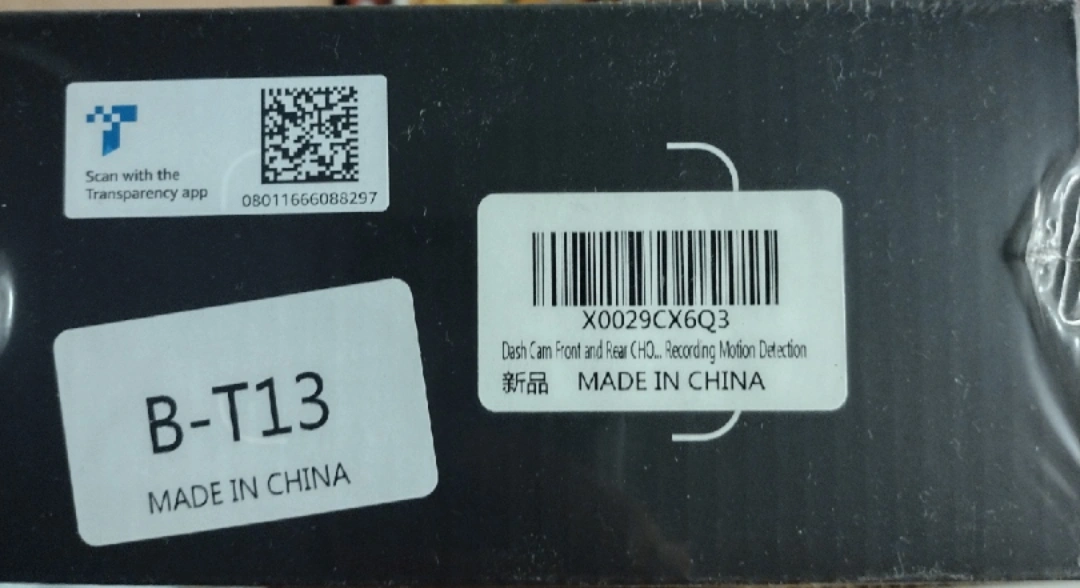 Scan with the
Transparency app
08011666088297
X0029CX6Q3
Dash Cam Front and Rear CHO... Recording Motion Detection
新品 MADE IN CHINA
B-T13
MADE IN CHINA